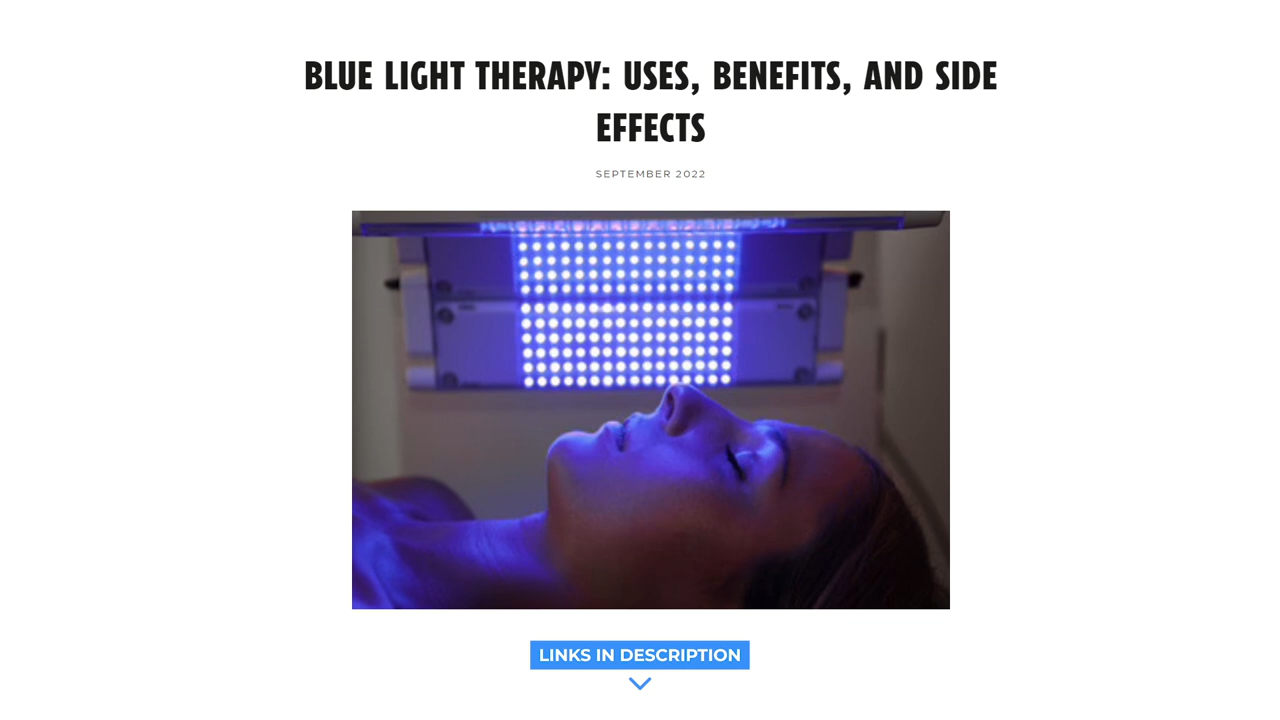 BLUE LIGHT THERAPY: USES, BENEFITS, AND SIDE
EFFECTS
SEPTEMBER 2022
LINKS IN DESCRIPTION